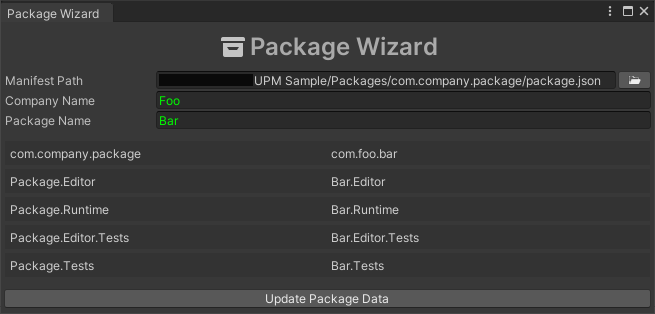 Package Wizard
Package Wizard
Manifest Path UPM Sample/Packages/com.company.package/package.json
Company Name Foo
Package Name Bar
com.company.package com.foo.bar
Package.Editor Bar.Editor
Package.Runtime Bar.Runtime
Package.Editor.Tests Bar.Editor.Tests
Package.Tests Bar.Tests
Update Package Data